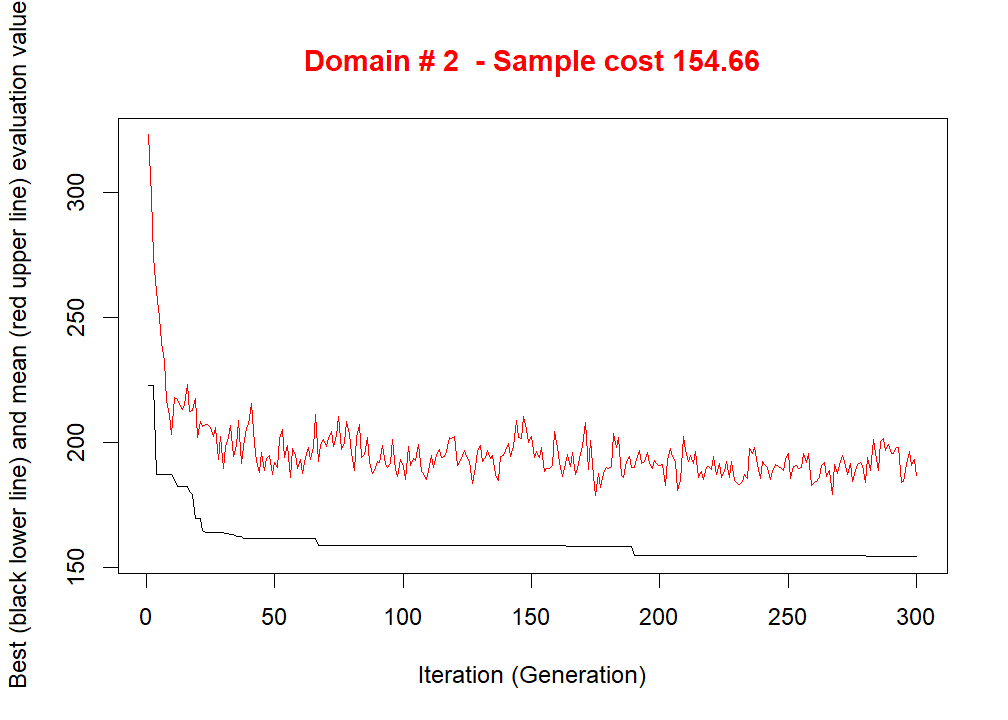 Domain # 2  - Sample cost 154.66
Best (black lower line) and mean (red upper line) evaluation value
300
250
200
150
0 50 100 150 200 250 300
Iteration (Generation)